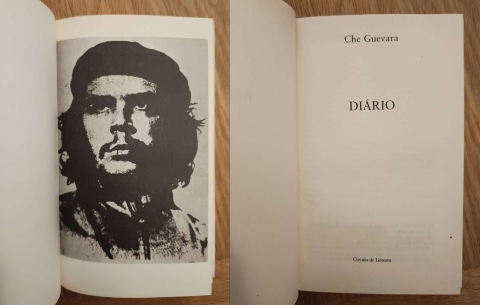 Che Guevara
DIÁRIO
Círculo de Leitores